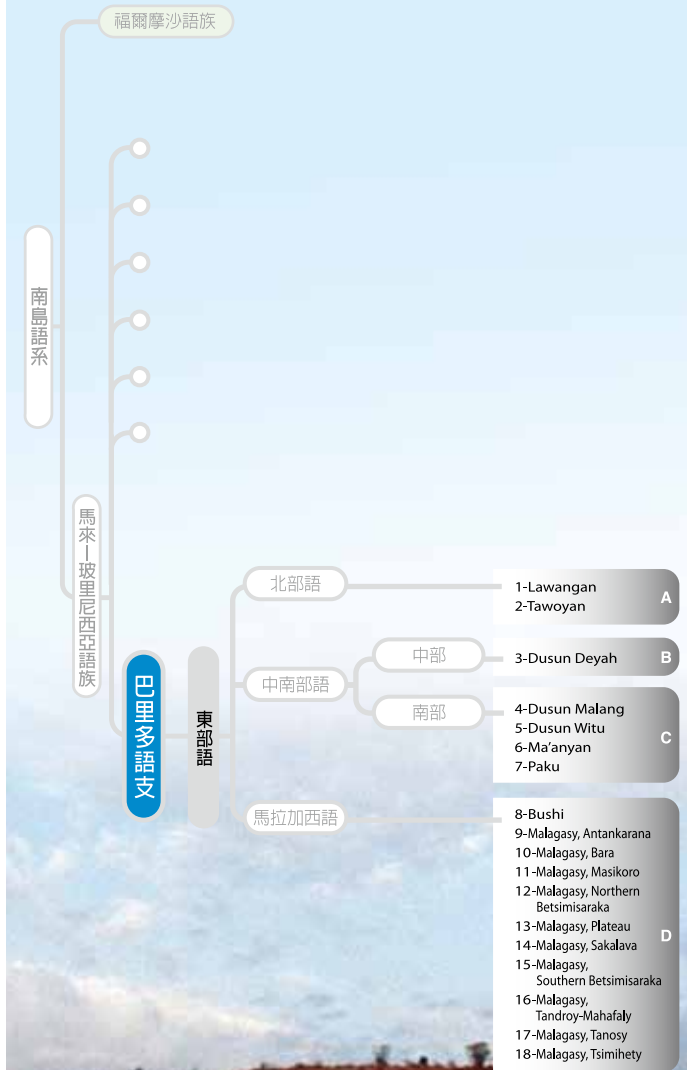 福爾摩沙語族
南島語系
馬來－玻里尼西亞語族
巴里多語支
東部語
北部語
1-Lawangan
2-Tawoyan
A
中南部語
中部
3-Dusun Deyah
B
南部
4-Dusun Malang
5-Dusun Witu
6-Ma'anyan
7-Paku
C
馬拉加西語
8-Bushi
9-Malagasy, Antankarana
10-Malagasy, Bara
11-Malagasy, Masikoro
12-Malagasy, Northern
Betsimisaraka
13-Malagasy, Plateau
14-Malagasy, Sakalava
15-Malagasy,
Southern Betsimisaraka
16-Malagasy,
Tandroy-Mahafaly
17-Malagasy, Tanosy
18-Malagasy, Tsimihety
D